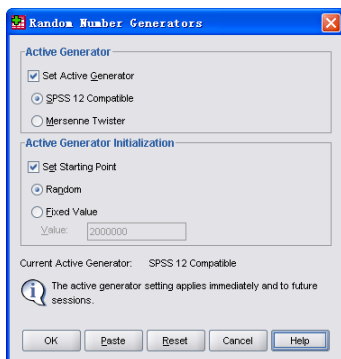 Random Number Generators
Active Generator
Set Active Generator
SPSS 12 Compatible
Mersenne Twister
Active Generator Initialization
Set Starting Point
Random
Fixed Value
Value: 2000000
Current Active Generator: SPSS 12 Compatible
The active generator setting applies immediately and to future
sessions.
OK Paste Reset Cancel Help